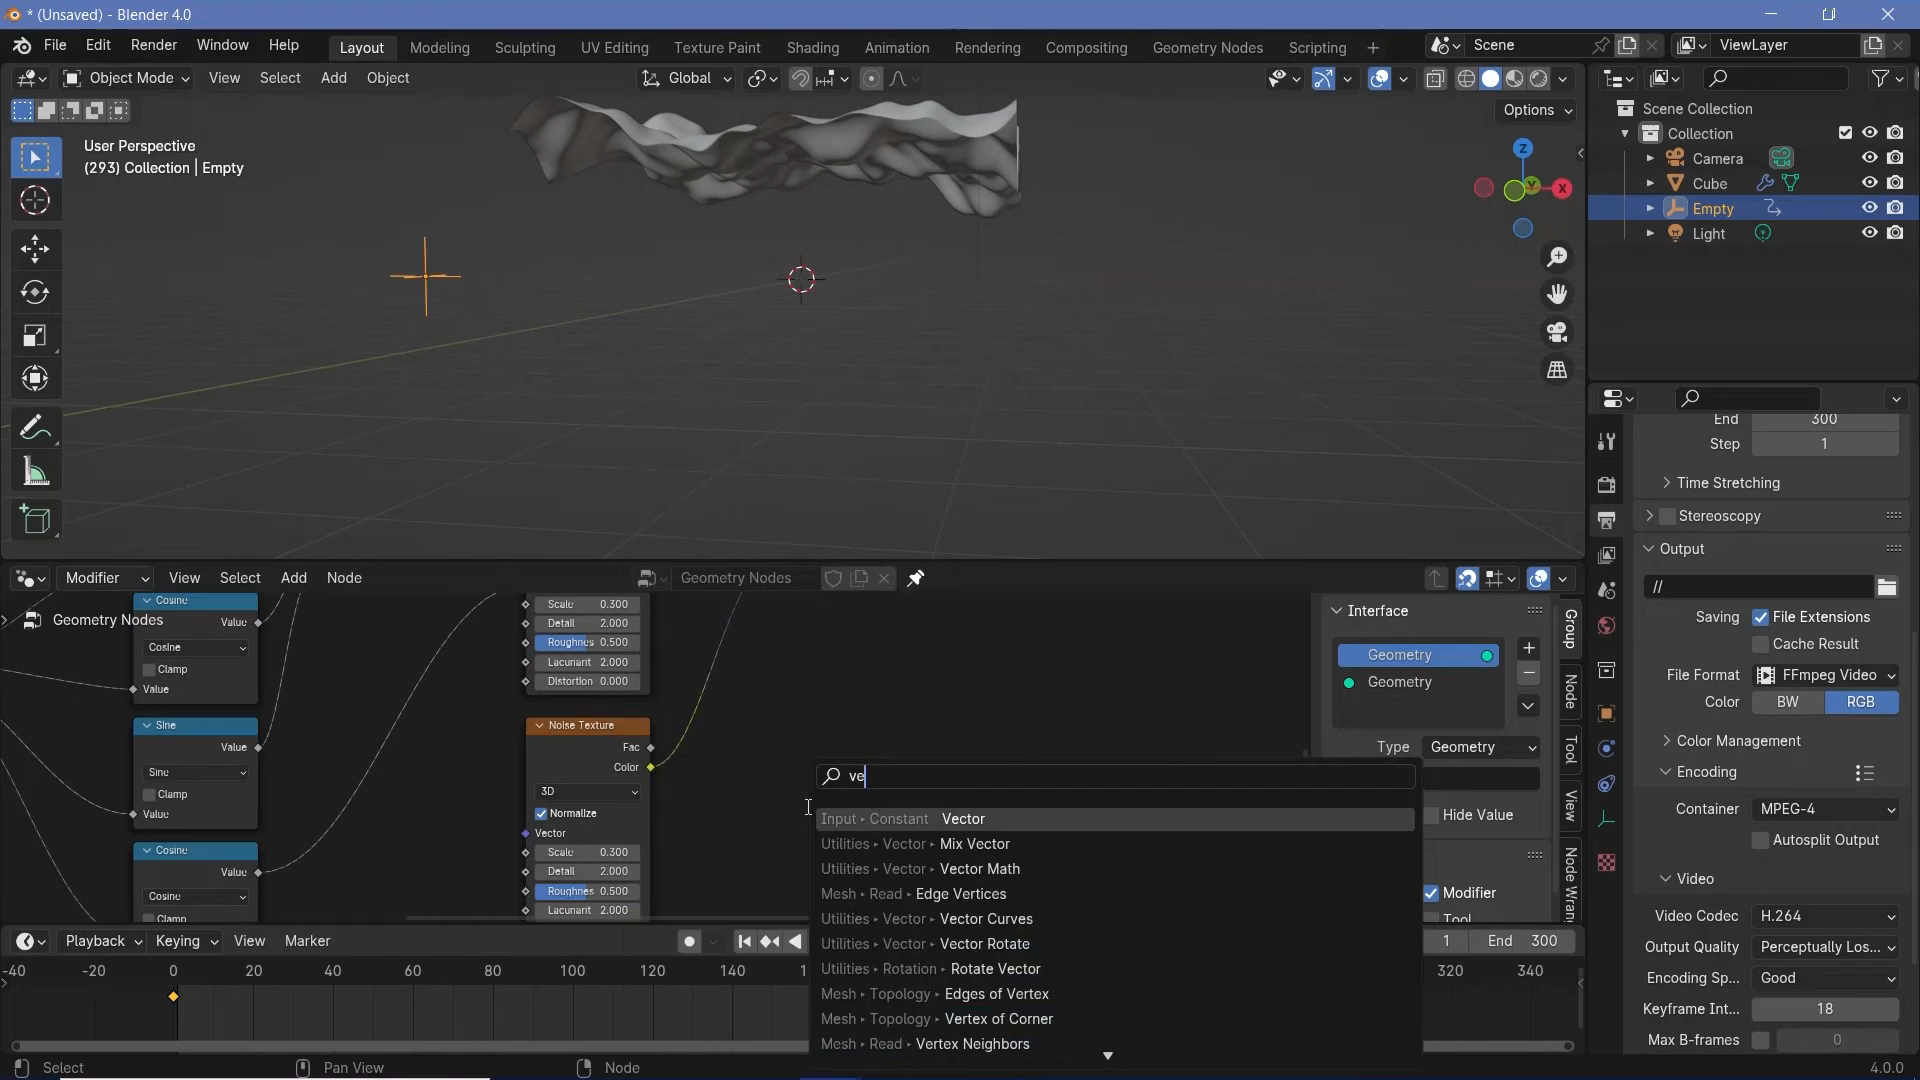 * (Unsaved) - Blender 4.0
File Edit Render Window Help Layout Modeling Sculpting UV Editing Texture Paint Shading Animation Rendering Compositing Geometry Nodes Scripting + Scene ViewLayer
Object Mode View Select Add Object Global
Options
User Perspective
(293) Collection | Empty
Z
Y
X
Scene Collection
Collection
Camera
Cube
Empty
Light
End 300
Step 1
Time Stretching
Stereoscopy
Output
//
Saving File Extensions
Cache Result
File Format FFmpeg Video
Color BW RGB
Color Management
Encoding
Container MPEG-4
Autosplit Output
Video
Video Codec H.264
Output Quality Perceptually Los...
Encoding Sp... Good
Keyframe Int... 18
Max B-frames 0
Modifier View Select Add Node Geometry Nodes
Geometry Nodes
Cosine
Value
Cosine
Clamp
Value
Sine
Value
Sine
Clamp
Value
Cosine
Value
Cosine
Clamp
Scale 0.300
Detail 2.000
Roughnes 0.500
Lacunarit 2.000
Distortion 0.000
Noise Texture
Fac
Color
3D
Normalize
Vector
Scale 0.300
Detail 2.000
Roughnes 0.500
Lacunarit 2.000
Interface
Geometry
Geometry
Type Geometry
Hide Value
Modifier
Tool
Group
Node
Tool
View
Node Wran
ve
Input ▸ Constant Vector
Utilities ▸ Vector ▸ Mix Vector
Utilities ▸ Vector ▸ Vector Math
Mesh ▸ Read ▸ Edge Vertices
Utilities ▸ Vector ▸ Vector Curves
Utilities ▸ Vector ▸ Vector Rotate
Utilities ▸ Rotation ▸ Rotate Vector
Mesh ▸ Topology ▸ Edges of Vertex
Mesh ▸ Topology ▸ Vertex of Corner
Mesh ▸ Read ▸ Vertex Neighbors
Playback Keying View Marker 1 End 300
-40 -20 0 20 40 60 80 100 120 140 1 320 340
Select Pan View Node 4.0.0